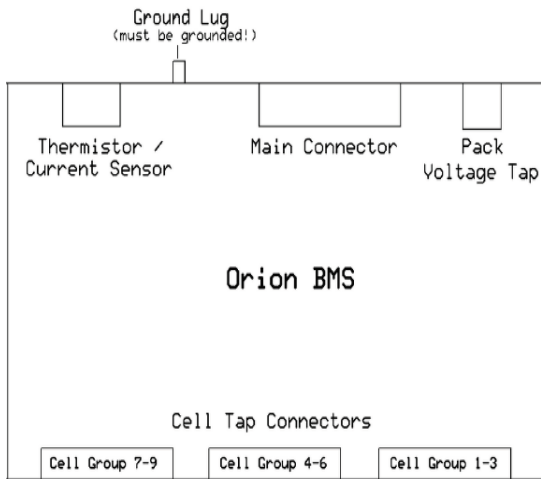 Ground Lug
(must be grounded!)
Thermistor /
Current Sensor
Main Connector
Pack
Voltage Tap
Orion BMS
Cell Tap Connectors
Cell Group 7-9
Cell Group 4-6
Cell Group 1-3